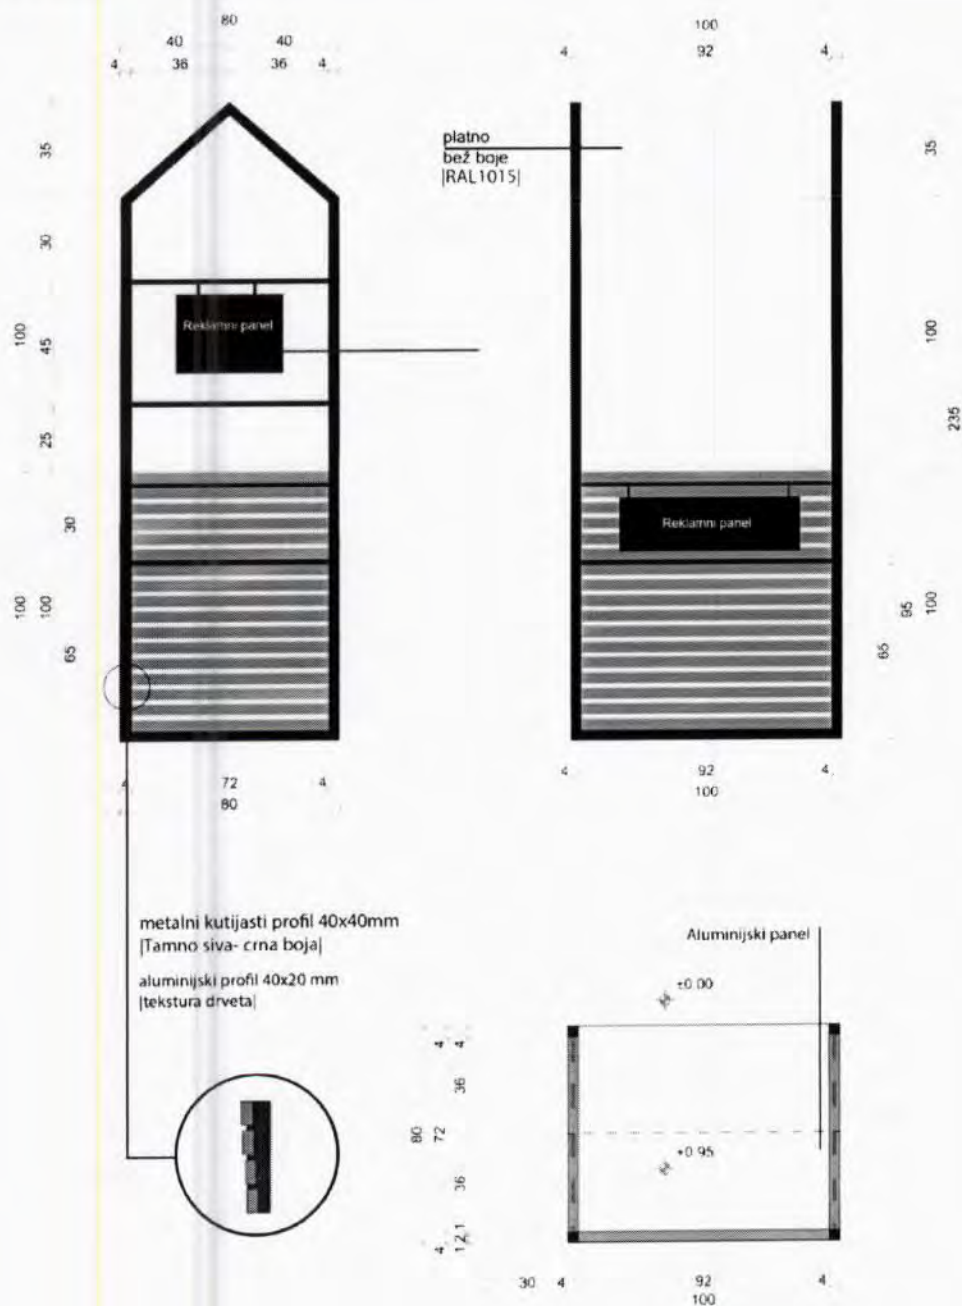 80
100
40 40
4 92 4
4 36 36 4
platno
bež boje
|RAL1015|
35
30
100
45
25
30
100
100
65
35
100
235
95
100
65
Reklamni panel
Reklamni panel
4 72 4
80
4 92 4
100
metalni kutijasti profil 40x40mm
|Tamno siva- crna boja|
aluminijski profil 40x20 mm
|tekstura drveta|
Aluminijski panel
±0.00
+0.95
4 4
36
80
72
36
4
30 4 92 4
100